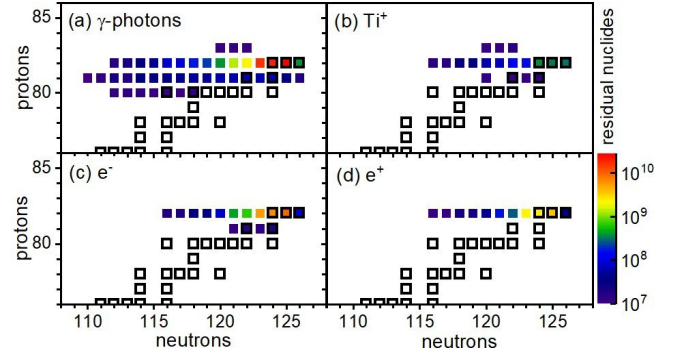 (a) γ-photons
(b) Ti⁺
85
80
protons
(c) e⁻
(d) e⁺
85
80
protons
110 115 120 125
110 115 120 125
neutrons
neutrons
residual nuclides
10¹⁰
10⁹
10⁸
10⁷